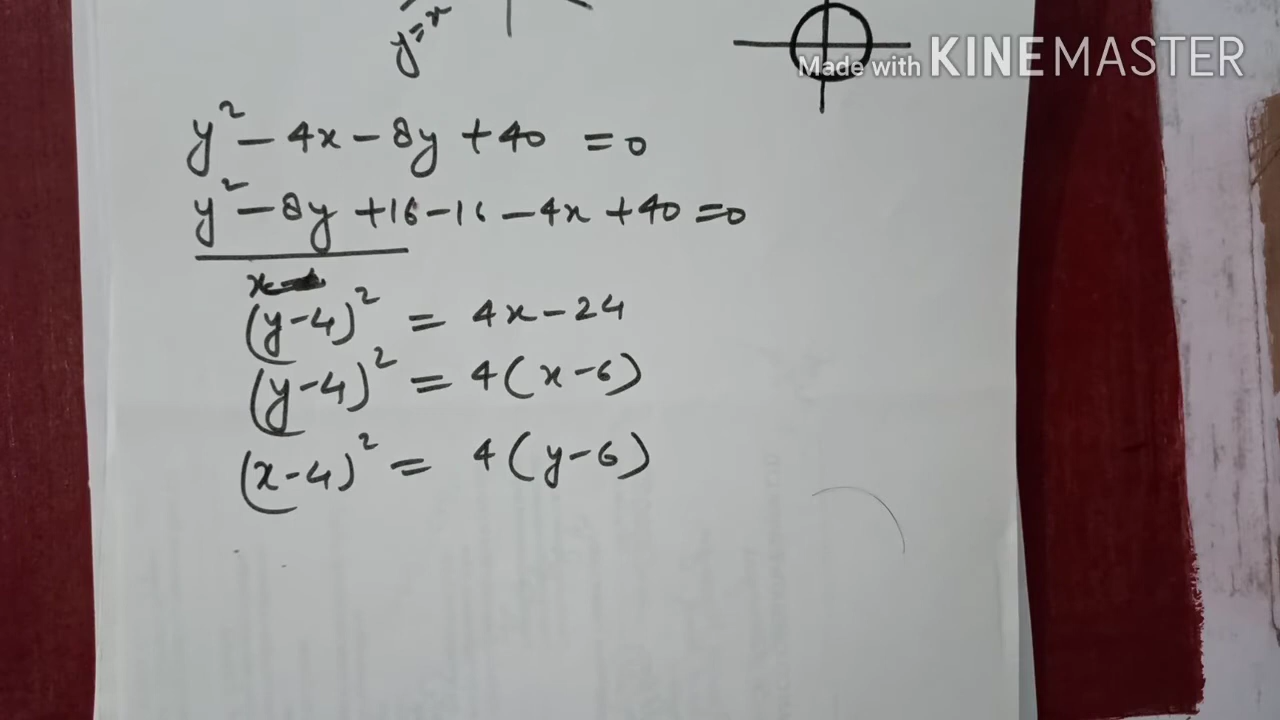 y=x
Made with KINEMASTER
y² - 4x - 8y + 40 = 0
y² - 8y + 16 - 16 - 4x + 40 = 0
(y-4)² = 4x - 24
(y-4)² = 4(x-6)
(x-4)² = 4(y-6)